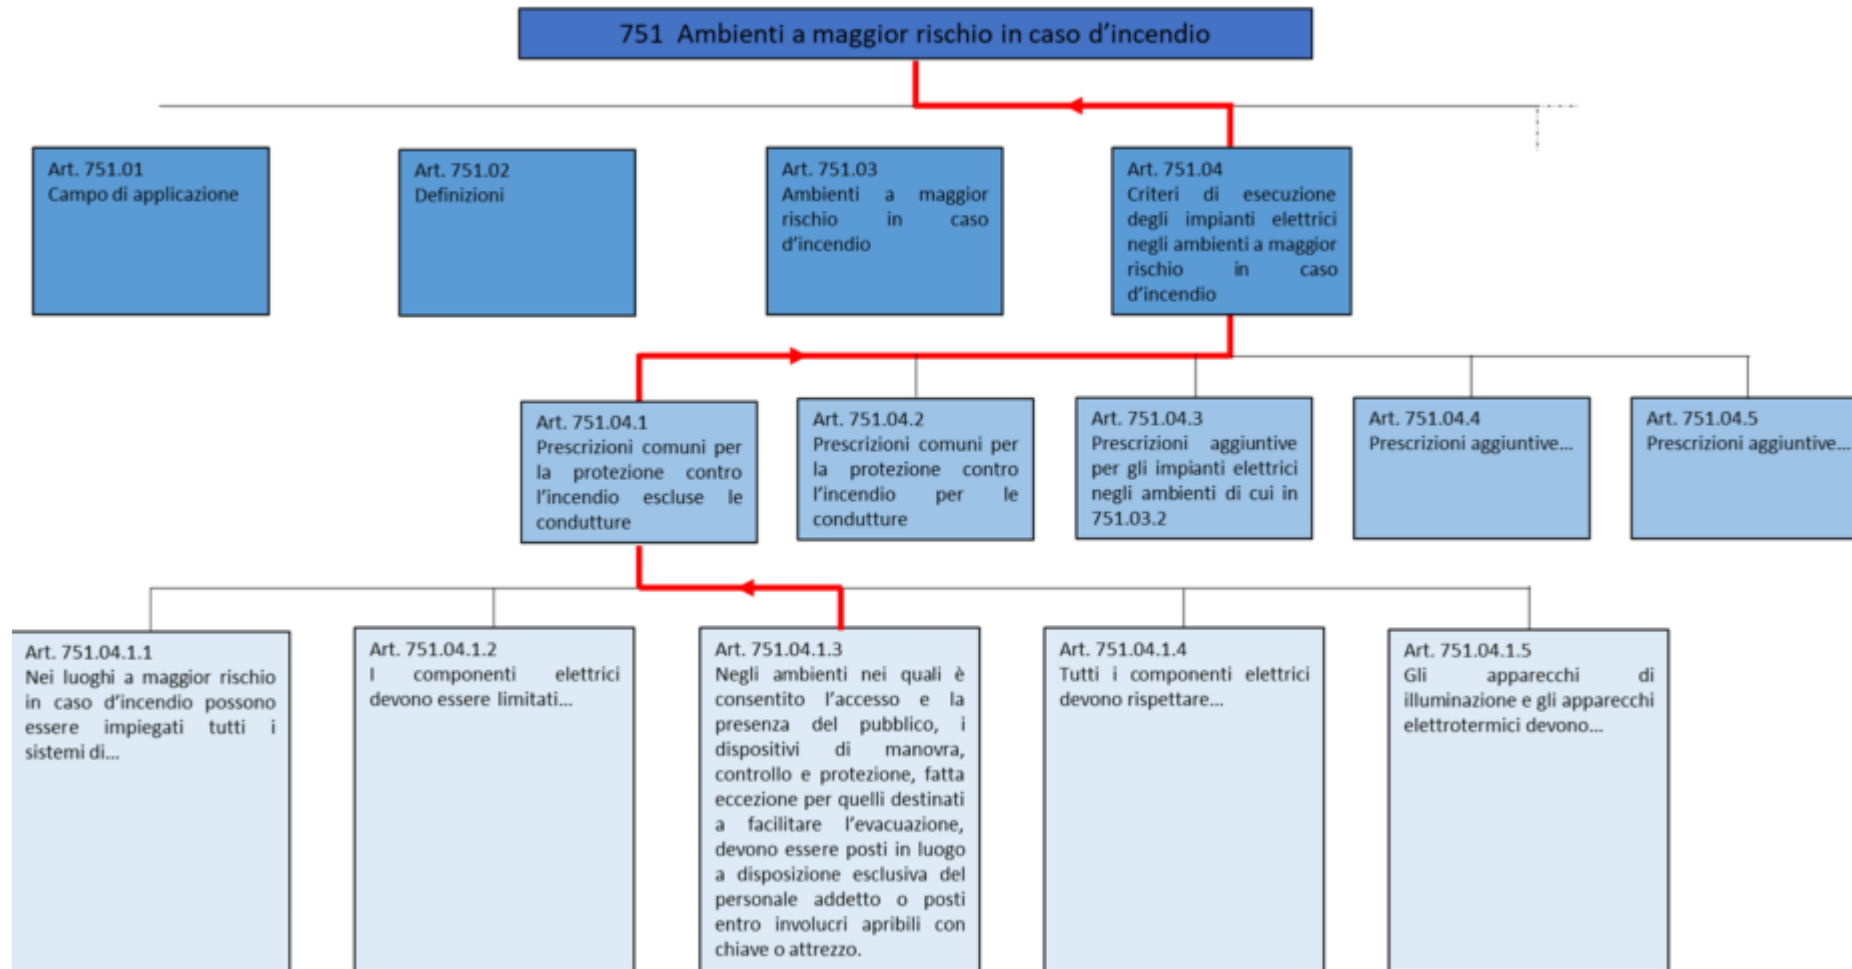 751 Ambienti a maggior rischio in caso d’incendio
Art. 751.01
Campo di applicazione
Art. 751.02
Definizioni
Art. 751.03
Ambienti a maggior
rischio in caso
d’incendio
Art. 751.04
Criteri di esecuzione
degli impianti elettrici
negli ambienti a maggior
rischio in caso
d’incendio
Art. 751.04.1
Prescrizioni comuni per
la protezione contro
l’incendio escluse le
condutture
Art. 751.04.2
Prescrizioni comuni per
la protezione contro
l’incendio per le
condutture
Art. 751.04.3
Prescrizioni aggiuntive
per gli impianti elettrici
negli ambienti di cui in
751.03.2
Art. 751.04.4
Prescrizioni aggiuntive...
Art. 751.04.5
Prescrizioni aggiuntive...
Art. 751.04.1.1
Nei luoghi a maggior rischio
in caso d’incendio possono
essere impiegati tutti i
sistemi di...
Art. 751.04.1.2
I componenti elettrici
devono essere limitati...
Art. 751.04.1.3
Negli ambienti nei quali è
consentito l’accesso e la
presenza del pubblico, i
dispositivi di manovra,
controllo e protezione, fatta
eccezione per quelli destinati
a facilitare l’evacuazione,
devono essere posti in luogo
a disposizione esclusiva del
personale addetto o posti
entro involucri apribili con
chiave o attrezzo.
Art. 751.04.1.4
Tutti i componenti elettrici
devono rispettare...
Art. 751.04.1.5
Gli apparecchi di
illuminazione e gli apparecchi
elettrotermici devono...